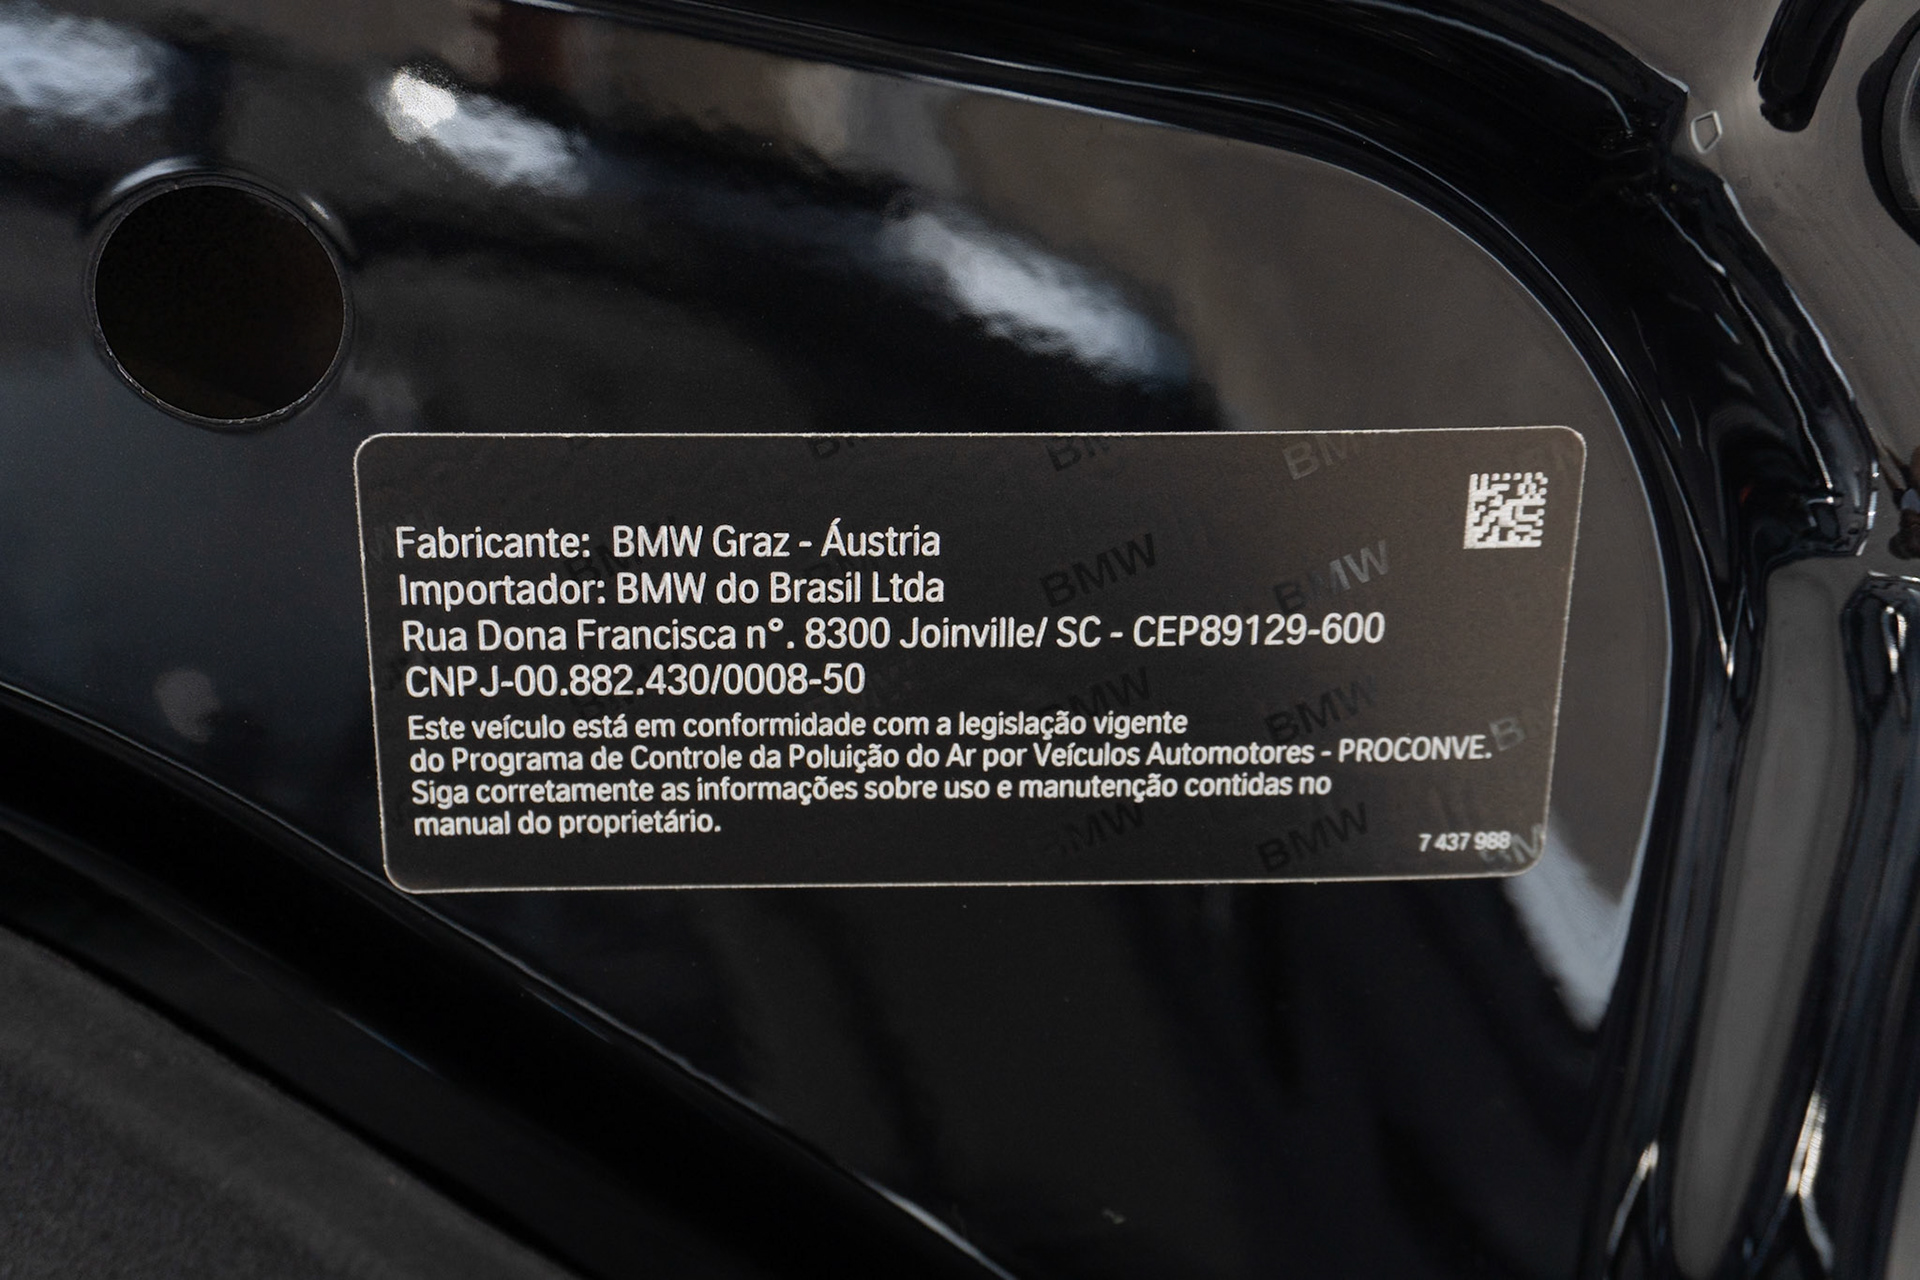 Fabricante: BMW Graz - Áustria
Importador: BMW do Brasil Ltda
Rua Dona Francisca n°. 8300 Joinville/ SC - CEP89129-600
CNPJ-00.882.430/0008-50
Este veículo está em conformidade com a legislação vigente
do Programa de Controle da Poluição do Ar por Veículos Automotores - PROCONVE.
Siga corretamente as informações sobre uso e manutenção contidas no
manual do proprietário.
7 437 988